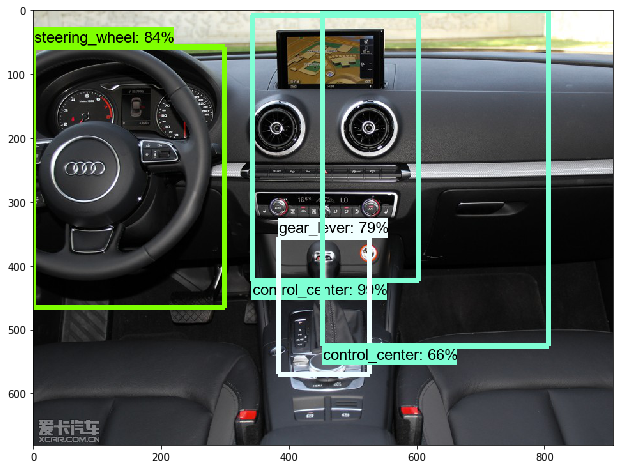 steering_wheel: 84%
gear_lever: 79%
control_center: 99%
control_center: 66%
爱卡汽车
XCAR.COM.CN
0
100
200
300
400
500
600
0
200
400
600
800